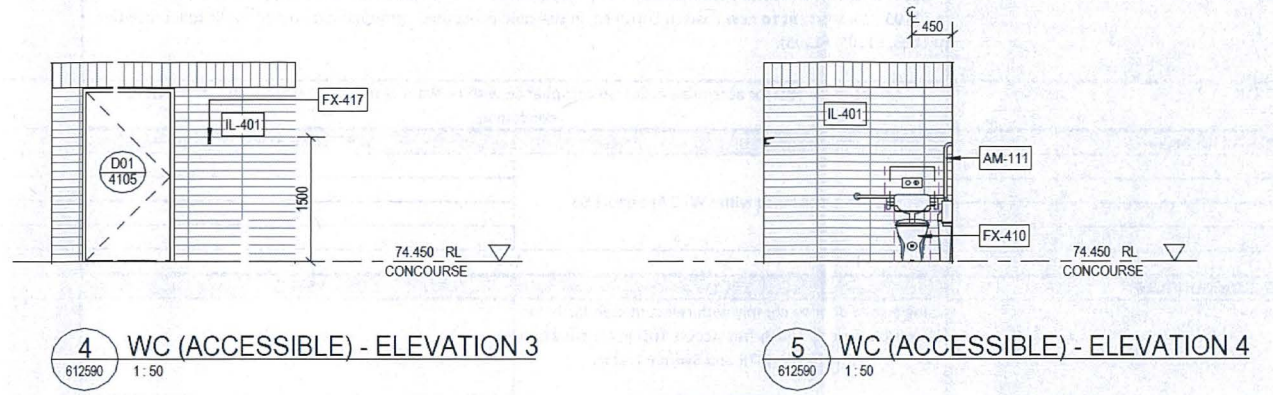 ℄
450
FX-417
IL-401
D01
4105
1500
74.450 RL
CONCOURSE
4
612590
WC (ACCESSIBLE) - ELEVATION 3
1 : 50
IL-401
AM-111
FX-410
74.450 RL
CONCOURSE
5
612590
WC (ACCESSIBLE) - ELEVATION 4
1 : 50